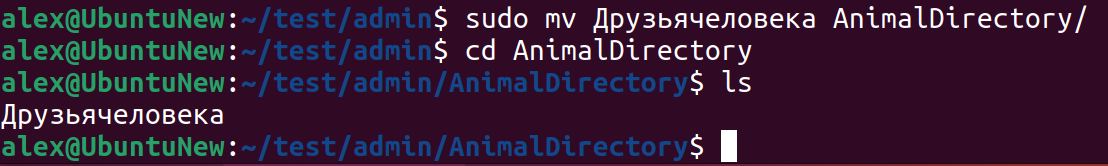 alex@UbuntuNew:~/test/admin$ sudo mv Друзьячеловека AnimalDirectory/
alex@UbuntuNew:~/test/admin$ cd AnimalDirectory
alex@UbuntuNew:~/test/admin/AnimalDirectory$ ls
Друзьячеловека
alex@UbuntuNew:~/test/admin/AnimalDirectory$